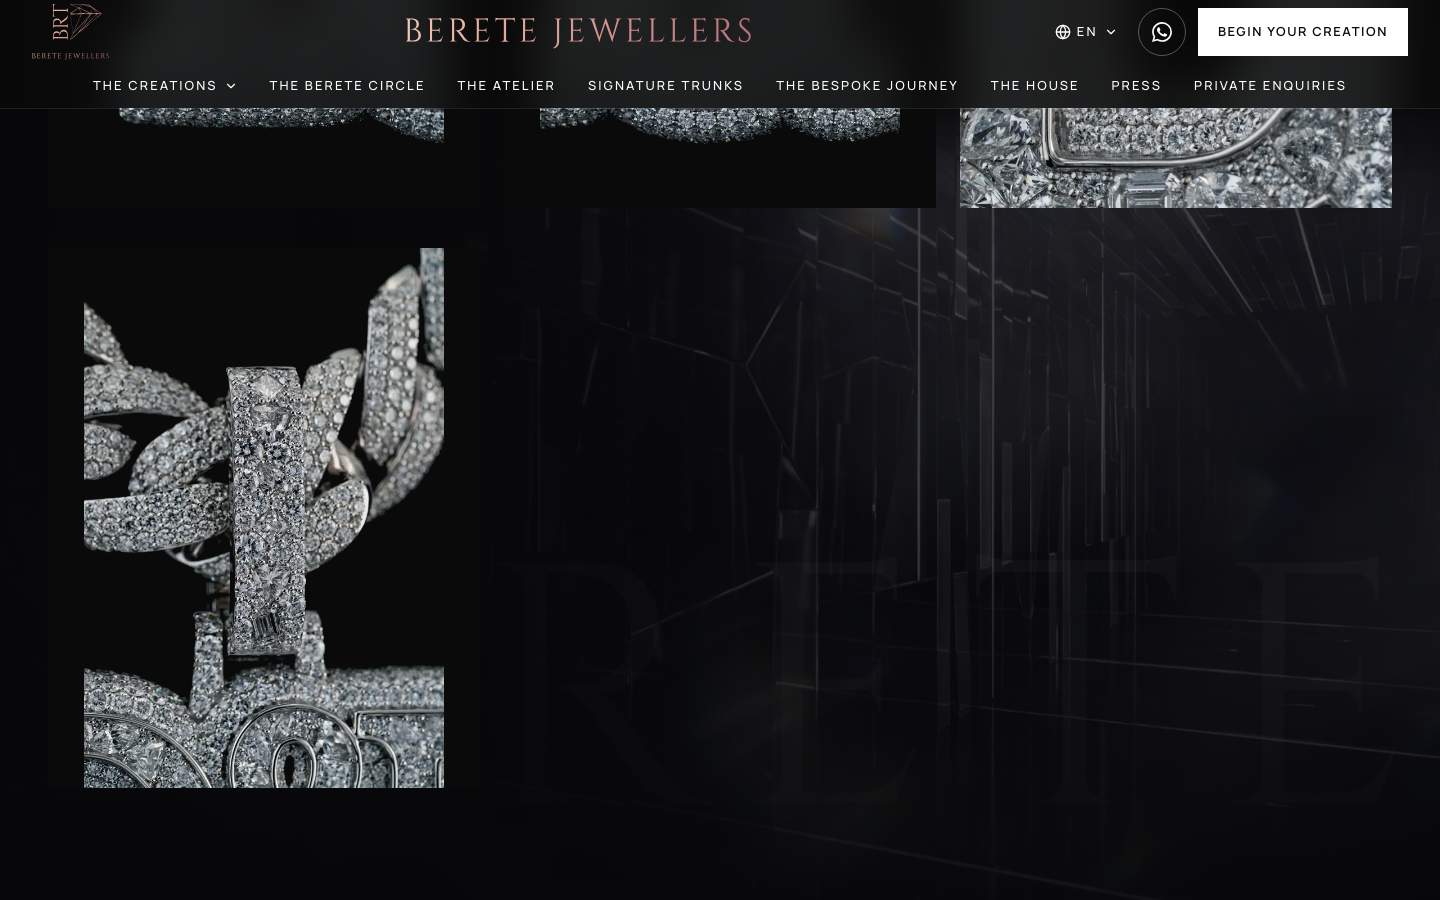 BRT
BERETE JEWELLERS
BERETE JEWELLERS
EN
BEGIN YOUR CREATION
THE CREATIONS
THE BERETE CIRCLE
THE ATELIER
SIGNATURE TRUNKS
THE BESPOKE JOURNEY
THE HOUSE
PRESS
PRIVATE ENQUIRIES
R E T E